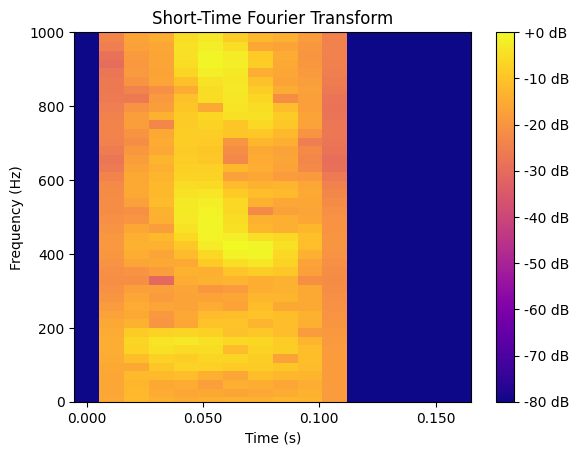 Short-Time Fourier Transform
Frequency (Hz)
1000
800
600
400
200
0
0.000
0.050
0.100
0.150
Time (s)
+0 dB
-10 dB
-20 dB
-30 dB
-40 dB
-50 dB
-60 dB
-70 dB
-80 dB